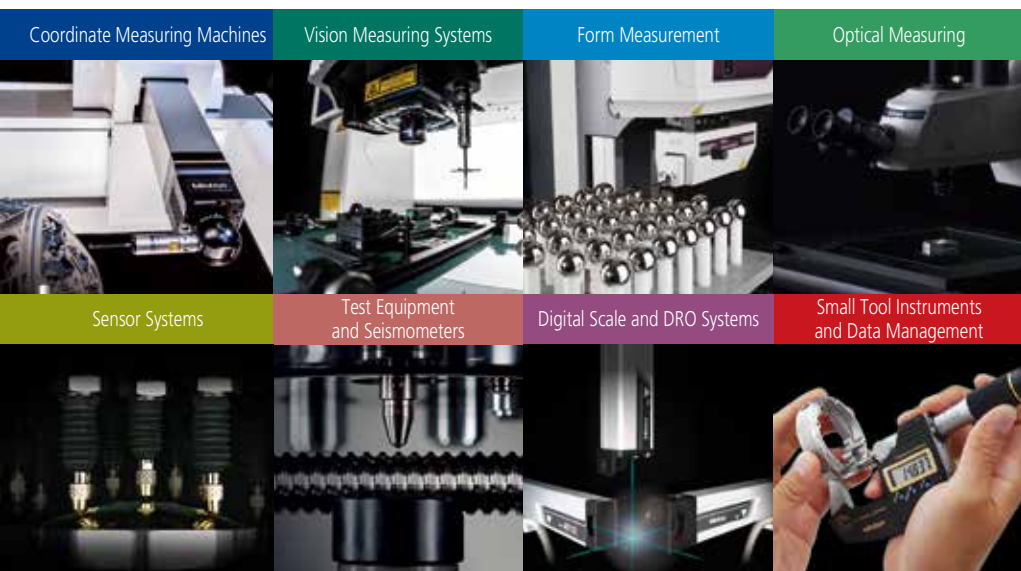 Coordinate Measuring Machines
Vision Measuring Systems
Form Measurement
Optical Measuring
Sensor Systems
Test Equipment
and Seismometers
Digital Scale and DRO Systems
Small Tool Instruments
and Data Management